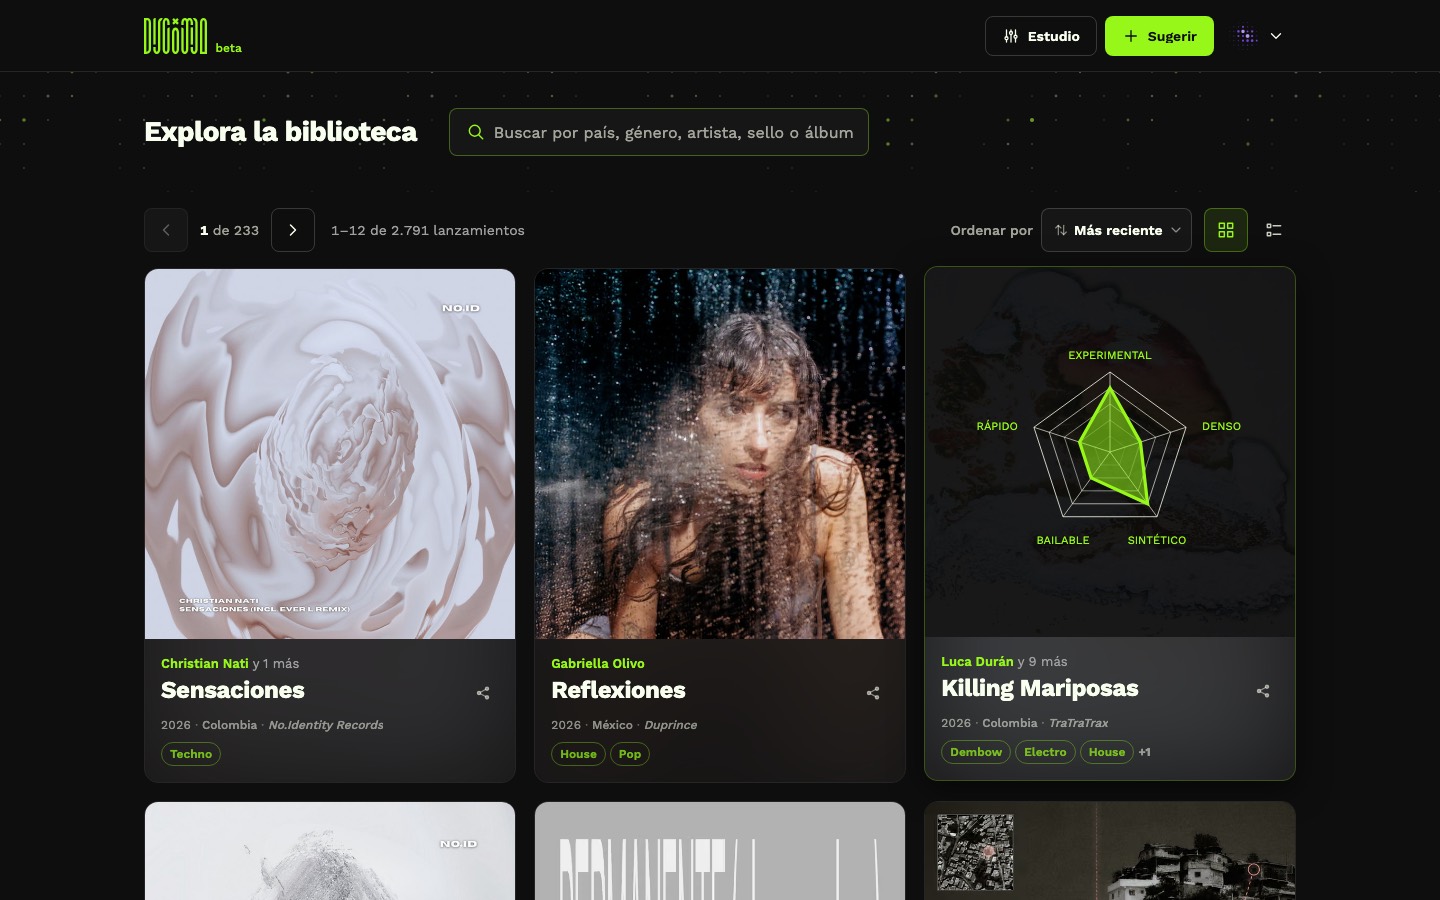 beta
Estudio
Sugerir
Explora la biblioteca
Buscar por país, género, artista, sello o álbum
1 de 233
1–12 de 2.791 lanzamientos
Ordenar por
Más reciente
NO.ID
CHRISTIAN NATI
SENSACIONES (INCL. EVER L REMIX)
Christian Nati y 1 más
Sensaciones
2026 · Colombia · No.Identity Records
Techno
Gabriella Olivo
Reflexiones
2026 · México · Duprince
House
Pop
EXPERIMENTAL
RÁPIDO
DENSO
BAILABLE
SINTÉTICO
Luca Durán y 9 más
Killing Mariposas
2026 · Colombia · TraTraTrax
Dembow
Electro
House
+1
NO.ID